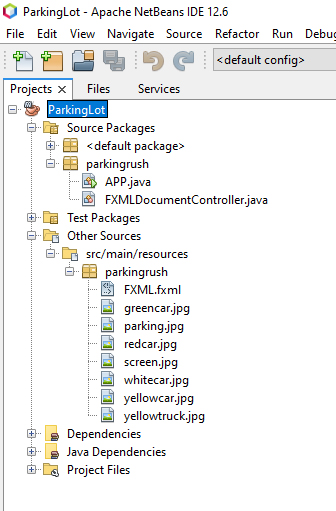 ParkingLot - Apache NetBeans IDE 12.6
File Edit View Navigate Source Refactor Run Debu
<default config>
Projects Files Services
ParkingLot
Source Packages
<default package>
parkingrush
APP.java
FXMLDocumentController.java
Test Packages
Other Sources
src/main/resources
parkingrush
FXML.fxml
greencar.jpg
parking.jpg
redcar.jpg
screen.jpg
whitecar.jpg
yellowcar.jpg
yellowtruck.jpg
Dependencies
Java Dependencies
Project Files